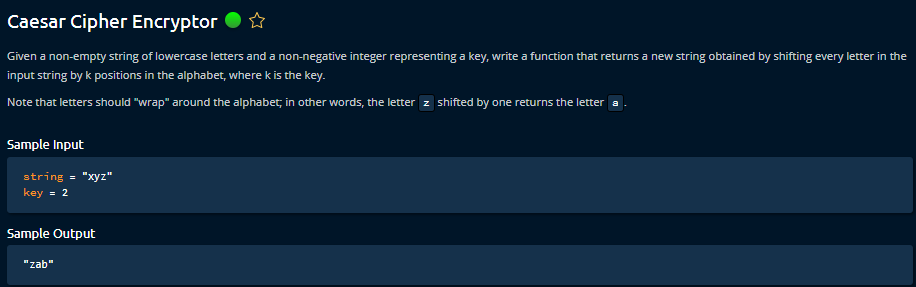 Caesar Cipher Encryptor
Given a non-empty string of lowercase letters and a non-negative integer representing a key, write a function that returns a new string obtained by shifting every letter in the
input string by k positions in the alphabet, where k is the key.
Note that letters should "wrap" around the alphabet; in other words, the letter z shifted by one returns the letter a .
Sample Input
string = "xyz"
key = 2
Sample Output
"zab"